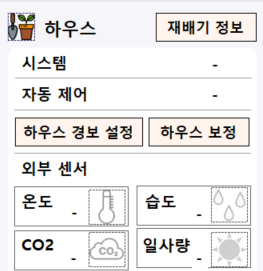 하우스 재배기 정보
시스템 -
자동 제어 -
하우스 경보 설정 하우스 보정
외부 센서
온도 - 습도 -
CO2 - CO₂ 일사량 -